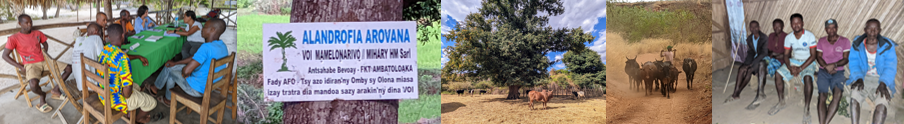 ALANDROFIA AROVANA
VOI MAMELONARIVO / MIHARY HM Sarl
Antsahabe Bevoay - FKT AMBATOLOAKA
Fady AFO - Tsy azo idiran'ny Omby sy Olona miasa
izay tratra dia mandoa sazy arakin'ny dina VOI